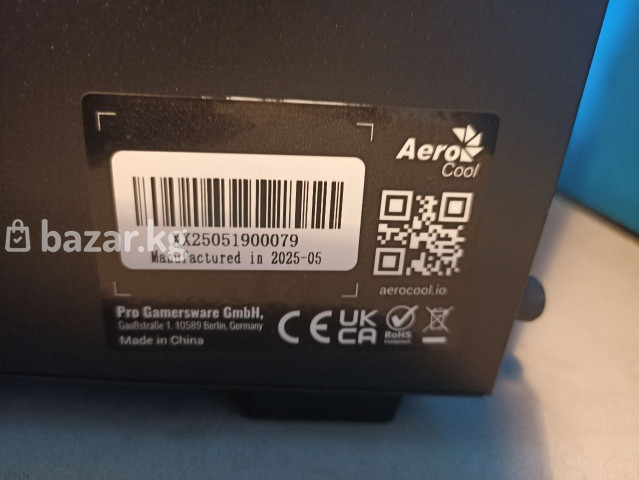 Aero
Cool
XX25051900079
Manufactured in 2025-05
bazar.kg
aerocool.io
Pro Gamersware GmbH,
Gaußstraße 1, 10589 Berlin, Germany
Made in China
CE
UK
CA
RoHS